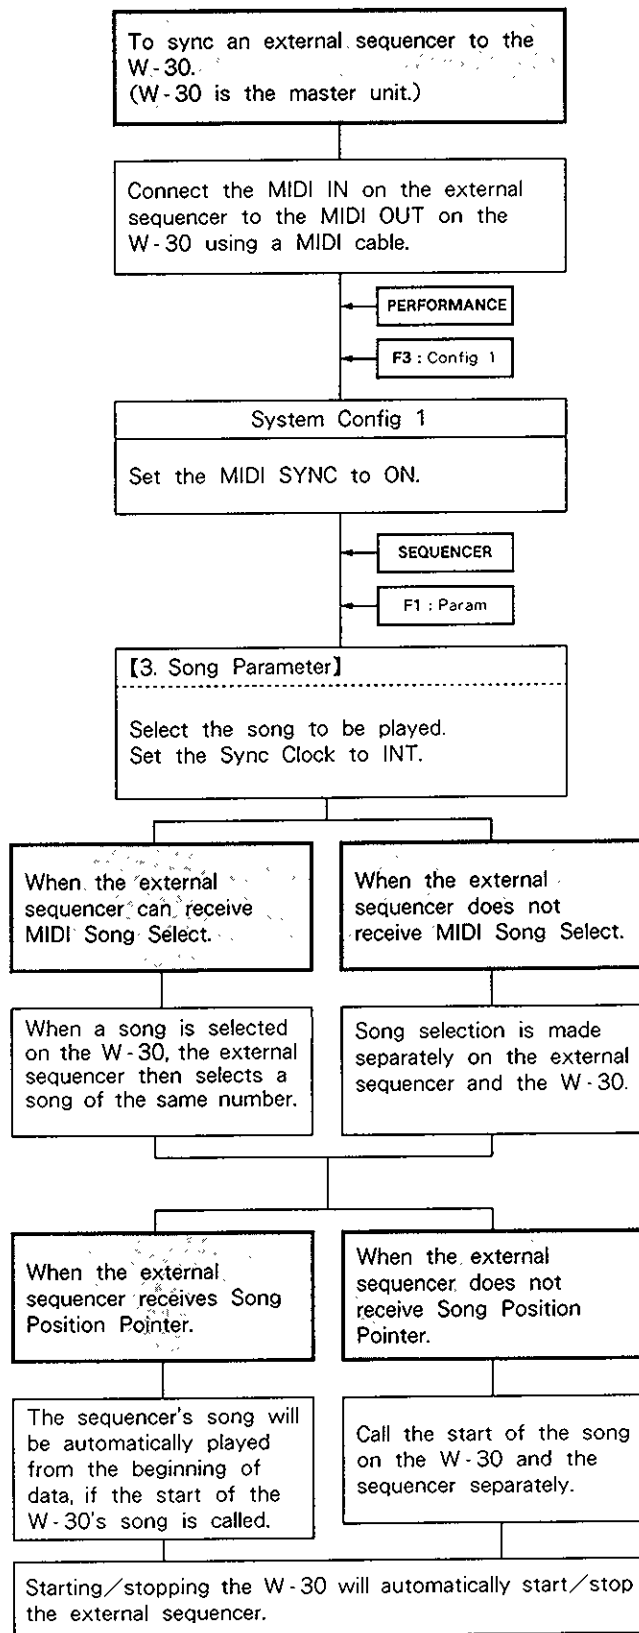 To sync an external sequencer to the
W-30.
(W-30 is the master unit.)
Connect the MIDI IN on the external
sequencer to the MIDI OUT on the
W-30 using a MIDI cable.
PERFORMANCE
F3 : Config 1
System Config 1
Set the MIDI SYNC to ON.
SEQUENCER
F1 : Param
【3. Song Parameter】
Select the song to be played.
Set the Sync Clock to INT.
When the external
sequencer can receive
MIDI Song Select.
When the external
sequencer does not
receive MIDI Song Select.
When a song is selected
on the W-30, the external
sequencer then selects a
song of the same number.
Song selection is made
separately on the external
sequencer and the W-30.
When the external
sequencer receives Song
Position Pointer.
When the external
sequencer does not
receive Song Position
Pointer.
The sequencer's song will
be automatically played
from the beginning of
data, if the start of the
W-30's song is called.
Call the start of the song
on the W-30 and the
sequencer separately.
Starting/stopping the W-30 will automatically start/stop
the external sequencer.